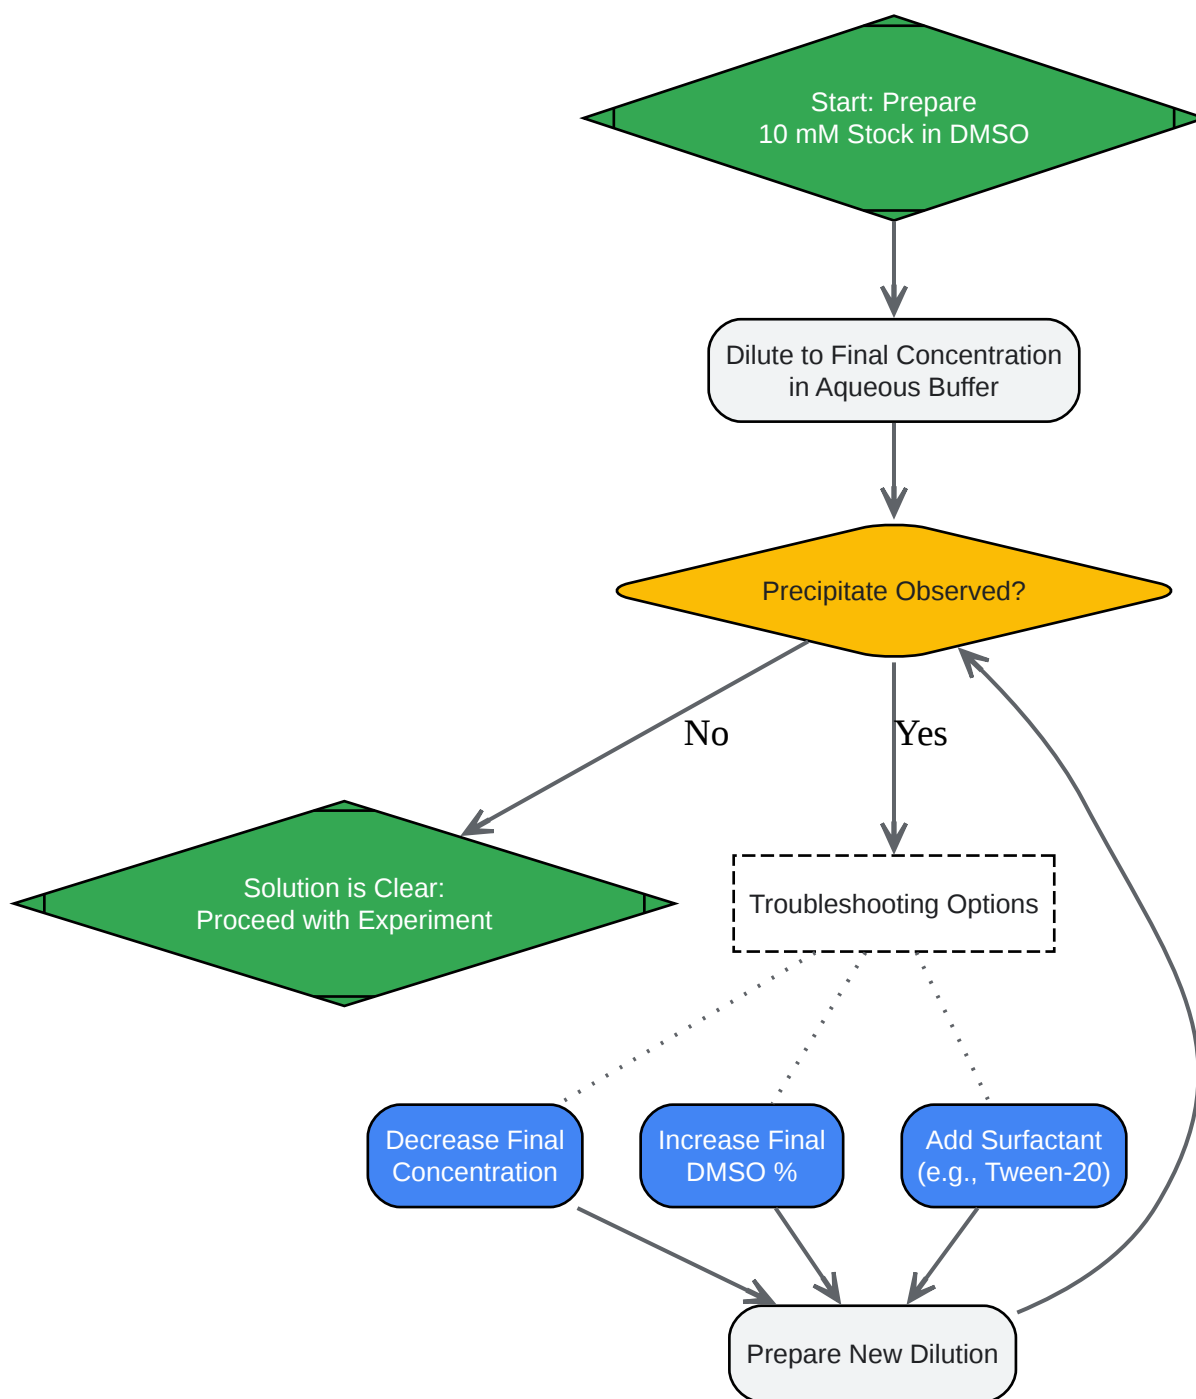 Start: Prepare
10 mM Stock in DMSO
Dilute to Final Concentration
in Aqueous Buffer
Precipitate Observed?
No
Yes
Solution is Clear:
Proceed with Experiment
Troubleshooting Options
Decrease Final
Concentration
Increase Final
DMSO %
Add Surfactant
(e.g., Tween-20)
Prepare New Dilution